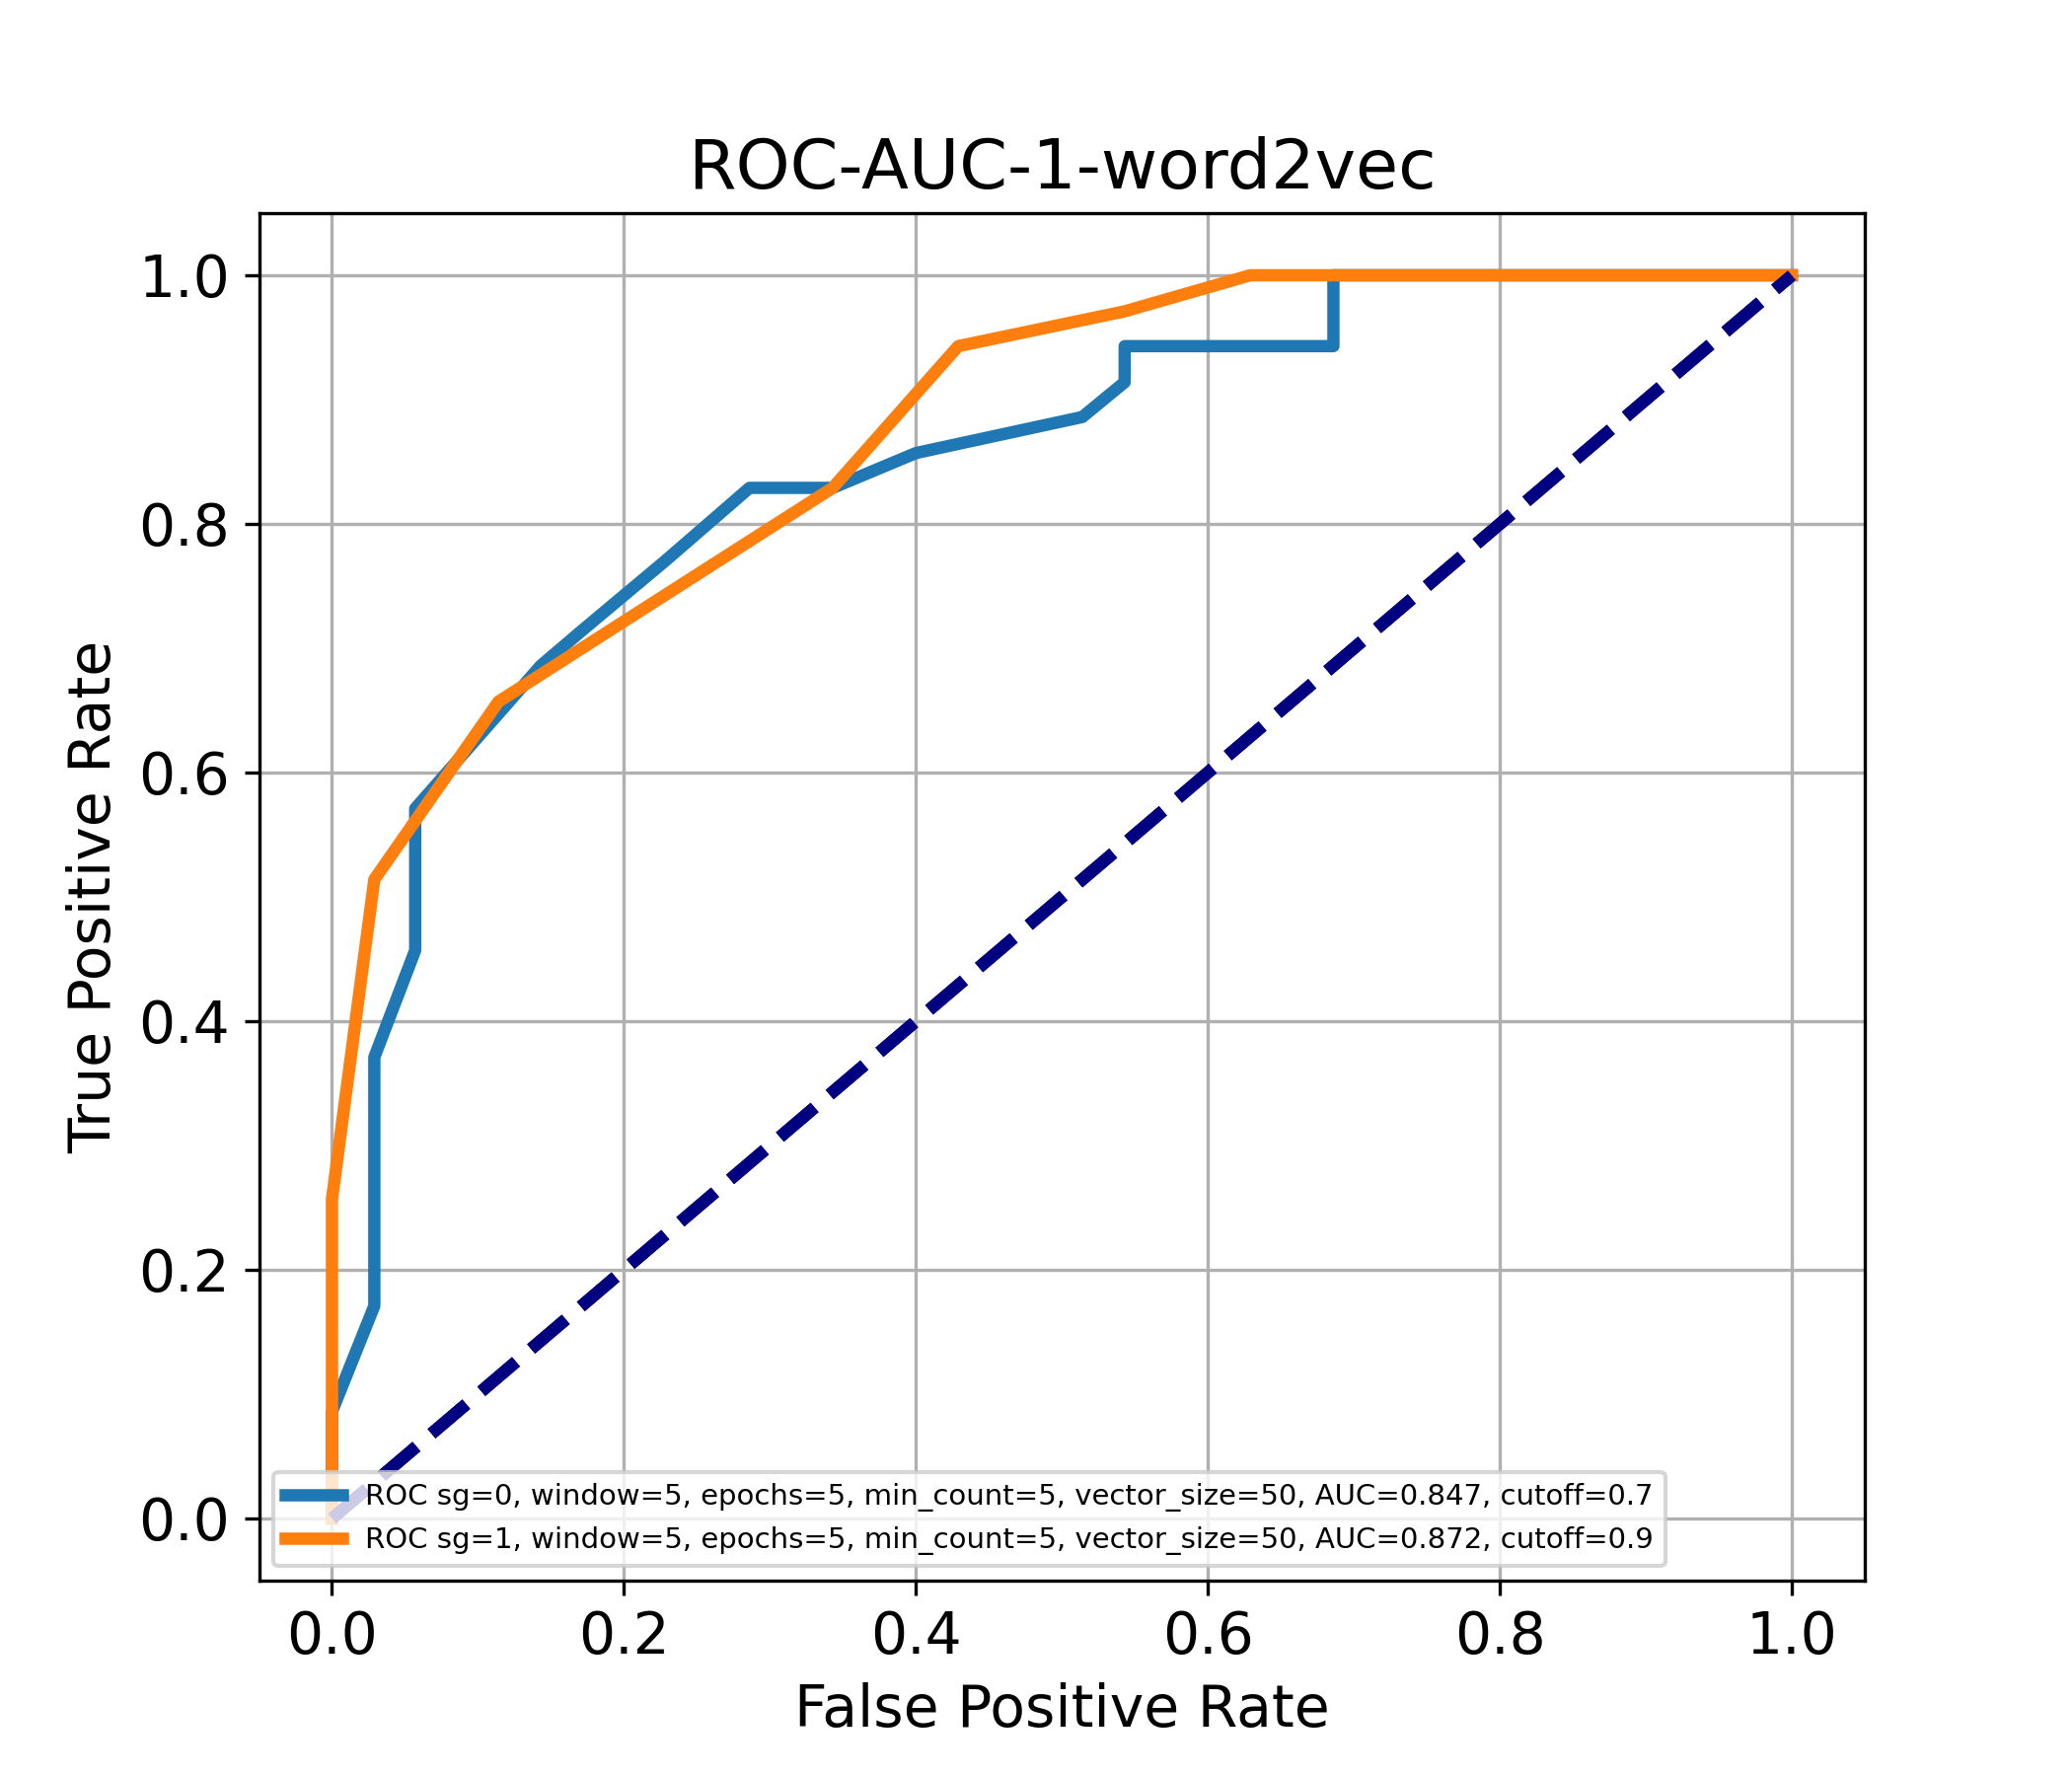 ROC-AUC-1-word2vec
True Positive Rate
1.0
0.8
0.6
0.4
0.2
0.0
ROC sg=0, window=5, epochs=5, min_count=5, vector_size=50, AUC=0.847, cutoff=0.7
ROC sg=1, window=5, epochs=5, min_count=5, vector_size=50, AUC=0.872, cutoff=0.9
0.0 0.2 0.4 0.6 0.8 1.0
False Positive Rate